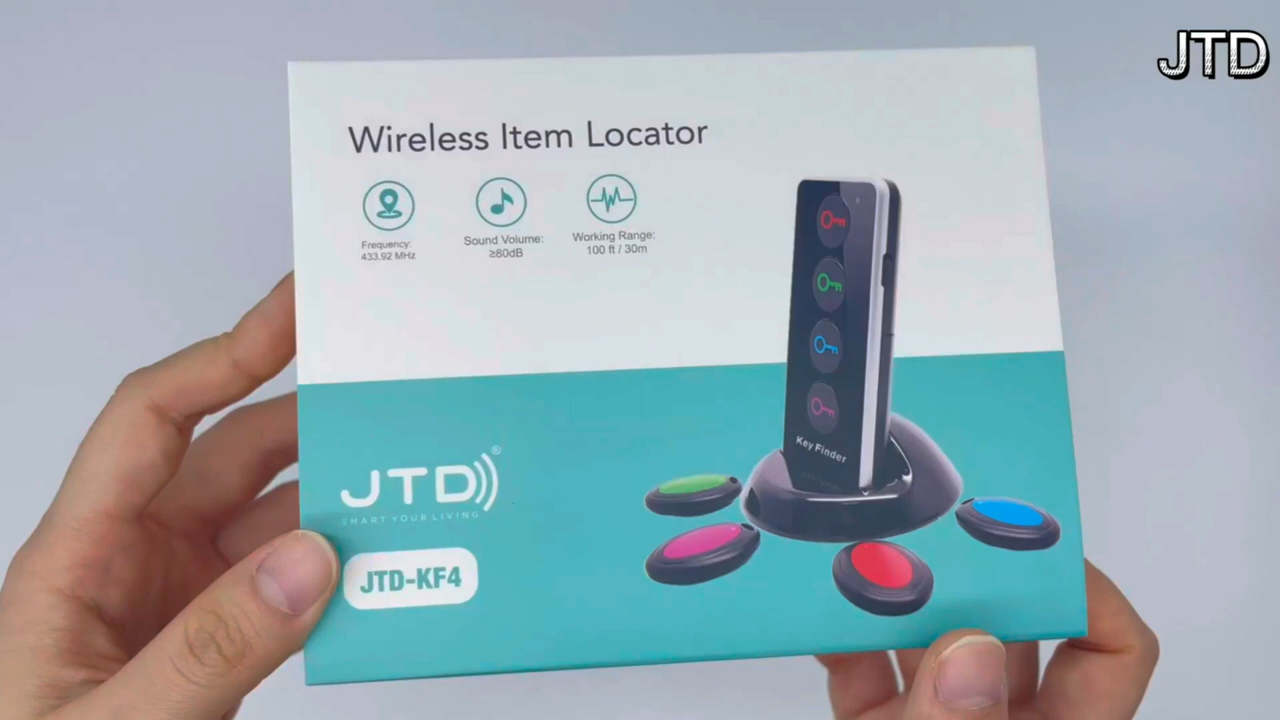 JTD
Wireless Item Locator
Frequency:
433.92 MHz
Sound Volume:
≥80dB
Working Range:
100 ft / 30m
Key Finder
JTD®
SMART YOUR LIVING
JTD-KF4